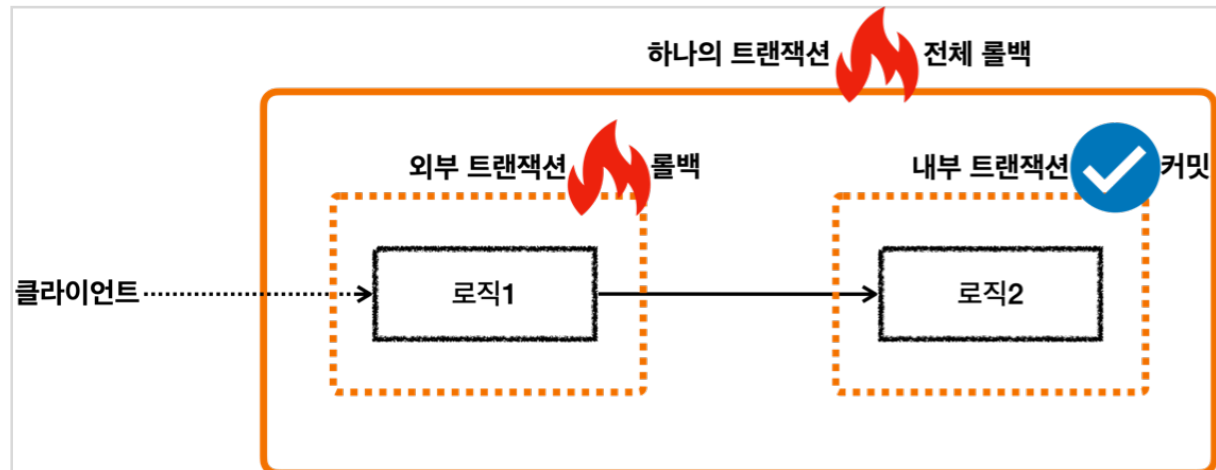 하나의 트랜잭션 전체 롤백
외부 트랜잭션 롤백
내부 트랜잭션 커밋
클라이언트
로직1
로직2